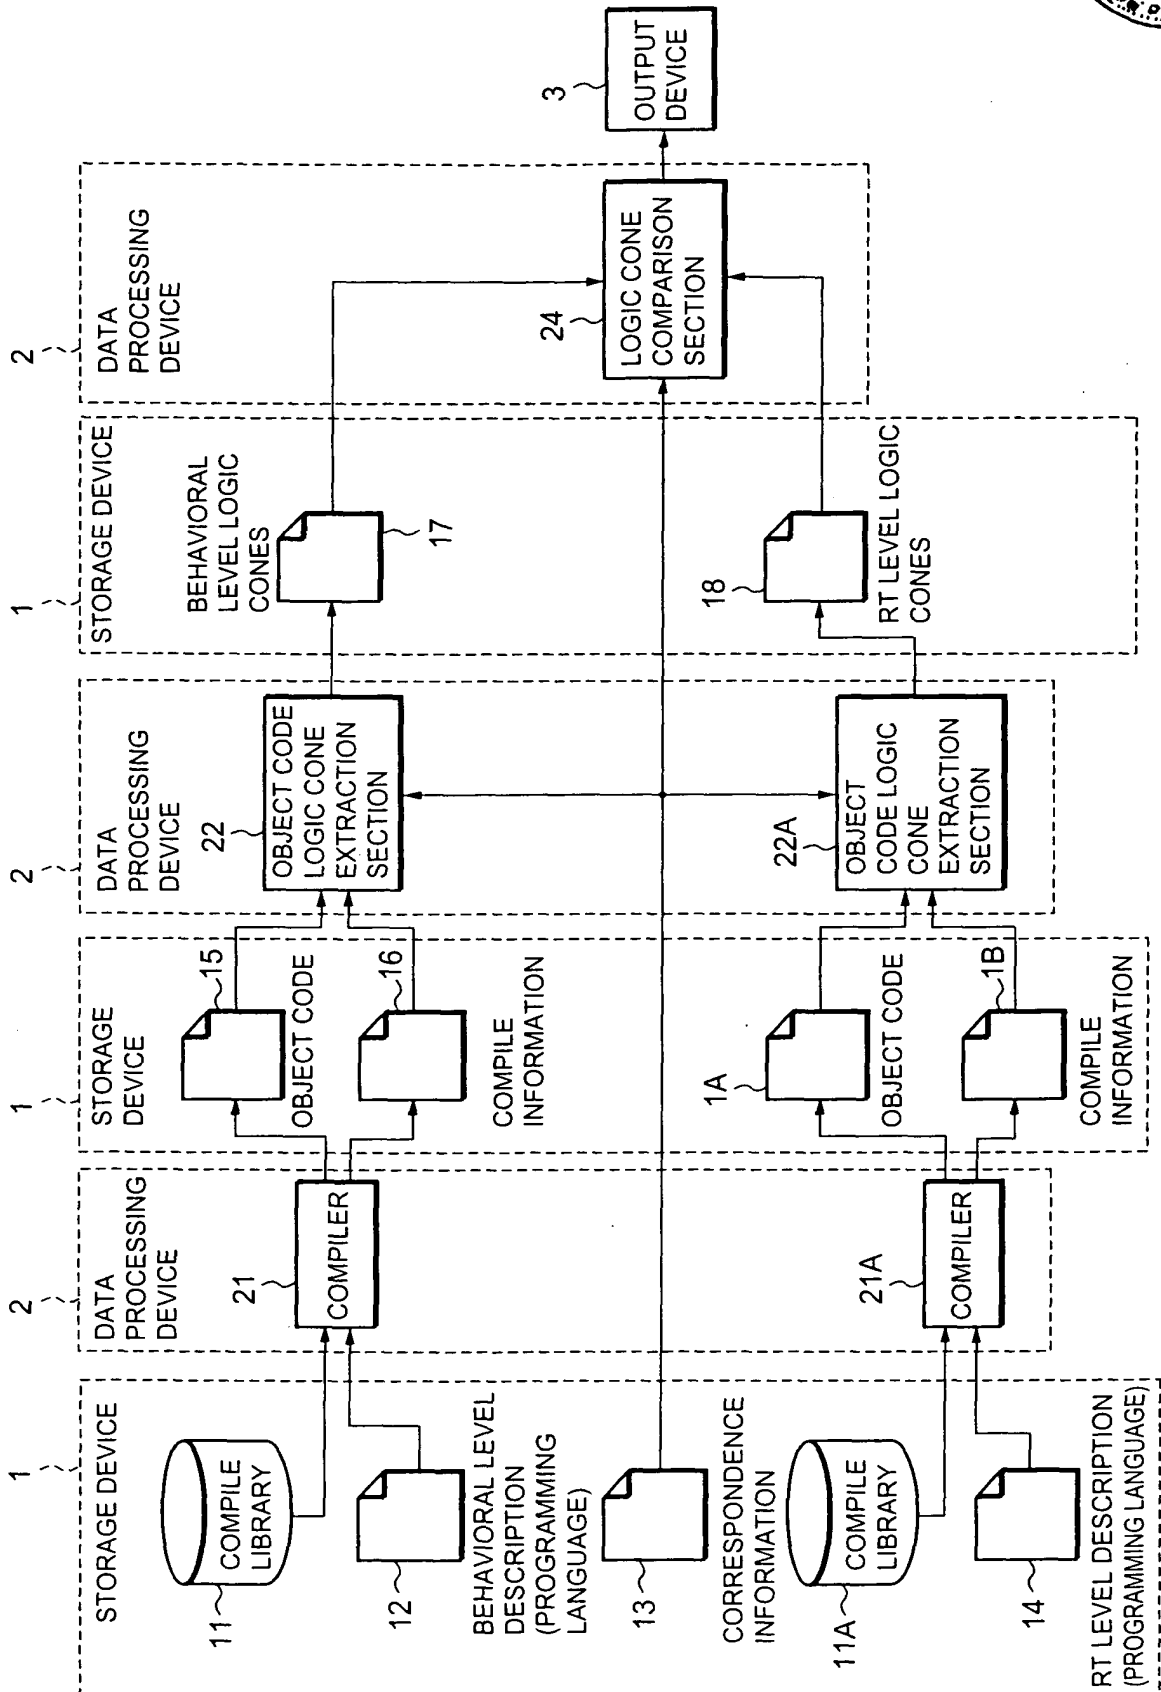 1
STORAGE DEVICE
11
COMPILE
LIBRARY
12
BEHAVIORAL LEVEL
DESCRIPTION
(PROGRAMMING
LANGUAGE)
13
CORRESPONDENCE
INFORMATION
11A
COMPILE
LIBRARY
14
RT LEVEL DESCRIPTION
(PROGRAMMING LANGUAGE)
2
DATA
PROCESSING
DEVICE
21
COMPILER
21A
COMPILER
1
STORAGE
DEVICE
15
OBJECT CODE
16
COMPILE
INFORMATION
1A
OBJECT CODE
1B
COMPILE
INFORMATION
2
DATA
PROCESSING
DEVICE
22
OBJECT CODE
LOGIC CONE
EXTRACTION
SECTION
22A
OBJECT
CODE LOGIC
CONE
EXTRACTION
SECTION
1
STORAGE DEVICE
BEHAVIORAL
LEVEL LOGIC
CONES
17
18
RT LEVEL LOGIC
CONES
2
DATA
PROCESSING
DEVICE
24
LOGIC CONE
COMPARISON
SECTION
3
OUTPUT
DEVICE